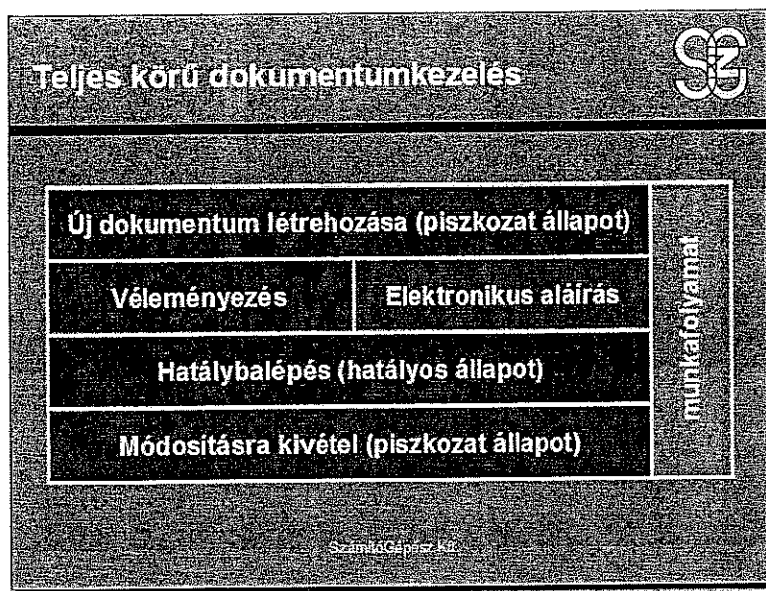 Teljes körű dokumentumkezelés
Új dokumentum létrehozása (piszkozat állapot)
Véleményezés
Elektronikus aláírás
Hatálybalépés (hatályos állapot)
Módosításra kivétel (piszkozat állapot)
munkafolyamat
SzámítóGépész Kft.